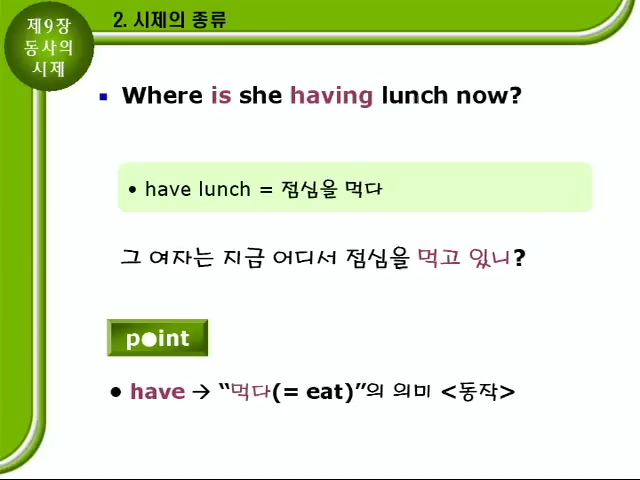 제9장
동사의
시제
2. 시제의 종류
▪ Where is she having lunch now?
• have lunch = 점심을 먹다
그 여자는 지금 어디서 점심을 먹고 있니?
point
● have → “먹다(= eat)”의 의미 <동작>